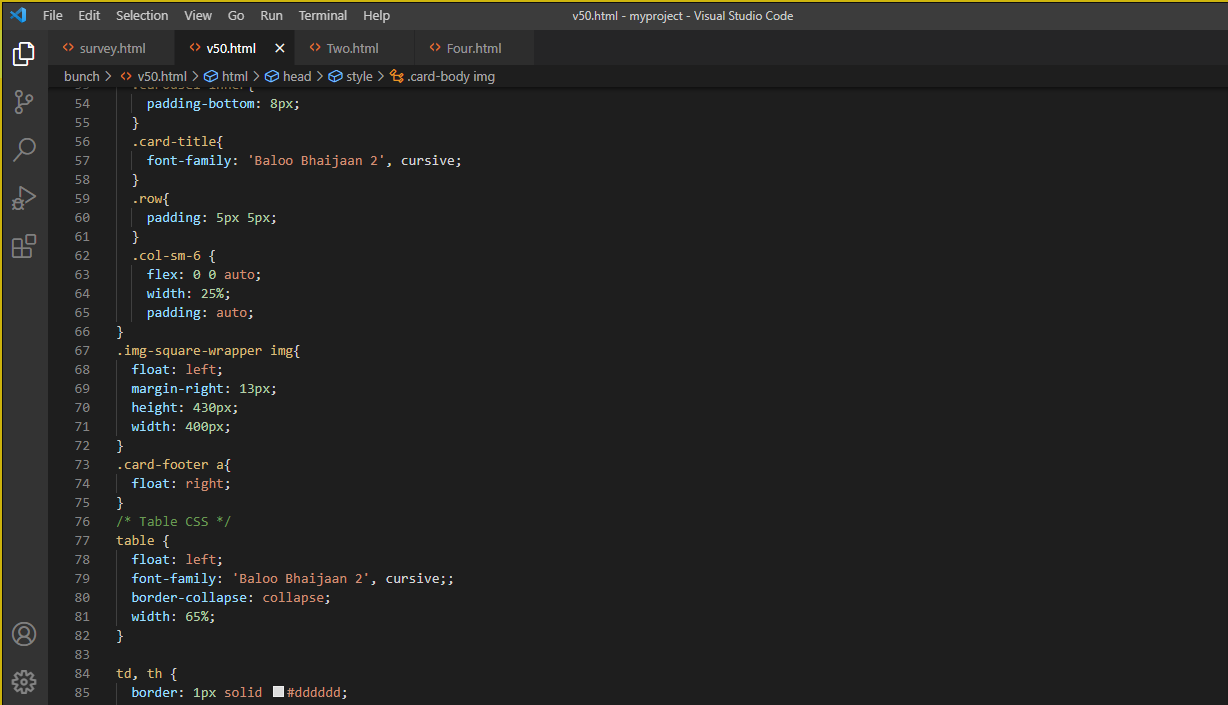 File Edit Selection View Go Run Terminal Help v50.html - myproject - Visual Studio Code
survey.html v50.html Two.html Four.html
bunch > v50.html > html > head > style > .card-body img
54 padding-bottom: 8px;
55 }
56 .card-title{
57 font-family: 'Baloo Bhaijaan 2', cursive;
58 }
59 .row{
60 padding: 5px 5px;
61 }
62 .col-sm-6 {
63 flex: 0 0 auto;
64 width: 25%;
65 padding: auto;
66 }
67 .img-square-wrapper img{
68 float: left;
69 margin-right: 13px;
70 height: 430px;
71 width: 400px;
72 }
73 .card-footer a{
74 float: right;
75 }
76 /* Table CSS */
77 table {
78 float: left;
79 font-family: 'Baloo Bhaijaan 2', cursive;;
80 border-collapse: collapse;
81 width: 65%;
82 }
83
84 td, th {
85 border: 1px solid #dddddd;